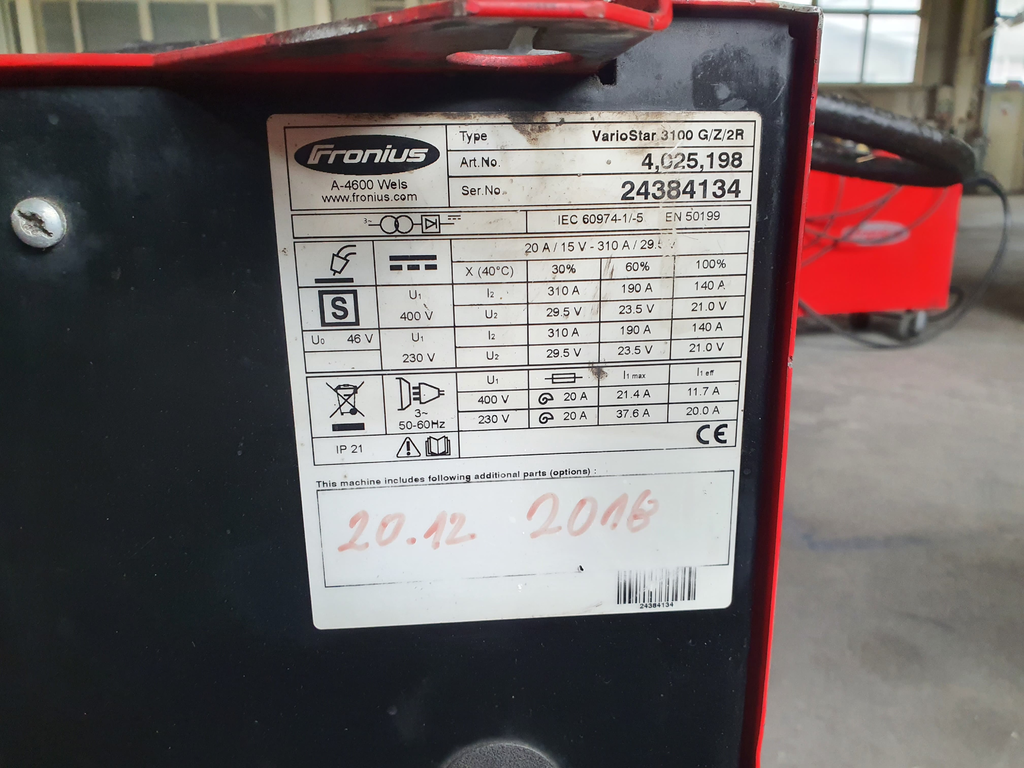 Fronius
A-4600 Wels
www.fronius.com
Type VarioStar 3100 G/Z/2R
Art.No. 4,025,198
Ser.No. 24384134
3~
IEC 60974-1/-5 EN 50199
20 A / 15 V - 310 A / 29.5
X (40°C) 30% 60% 100%
S
U1 400 V
I2 310 A 190 A 140 A
U2 29.5 V 23.5 V 21.0 V
U0 46 V
U1 230 V
I2 310 A 190 A 140 A
U2 29.5 V 23.5 V 21.0 V
3~
50-60Hz
U1 I1 max I1 eff
400 V 20 A 21.4 A 11.7 A
230 V 20 A 37.6 A 20.0 A
IP 21
CE
This machine includes following additional parts (options) :
20.12 2016
24384134